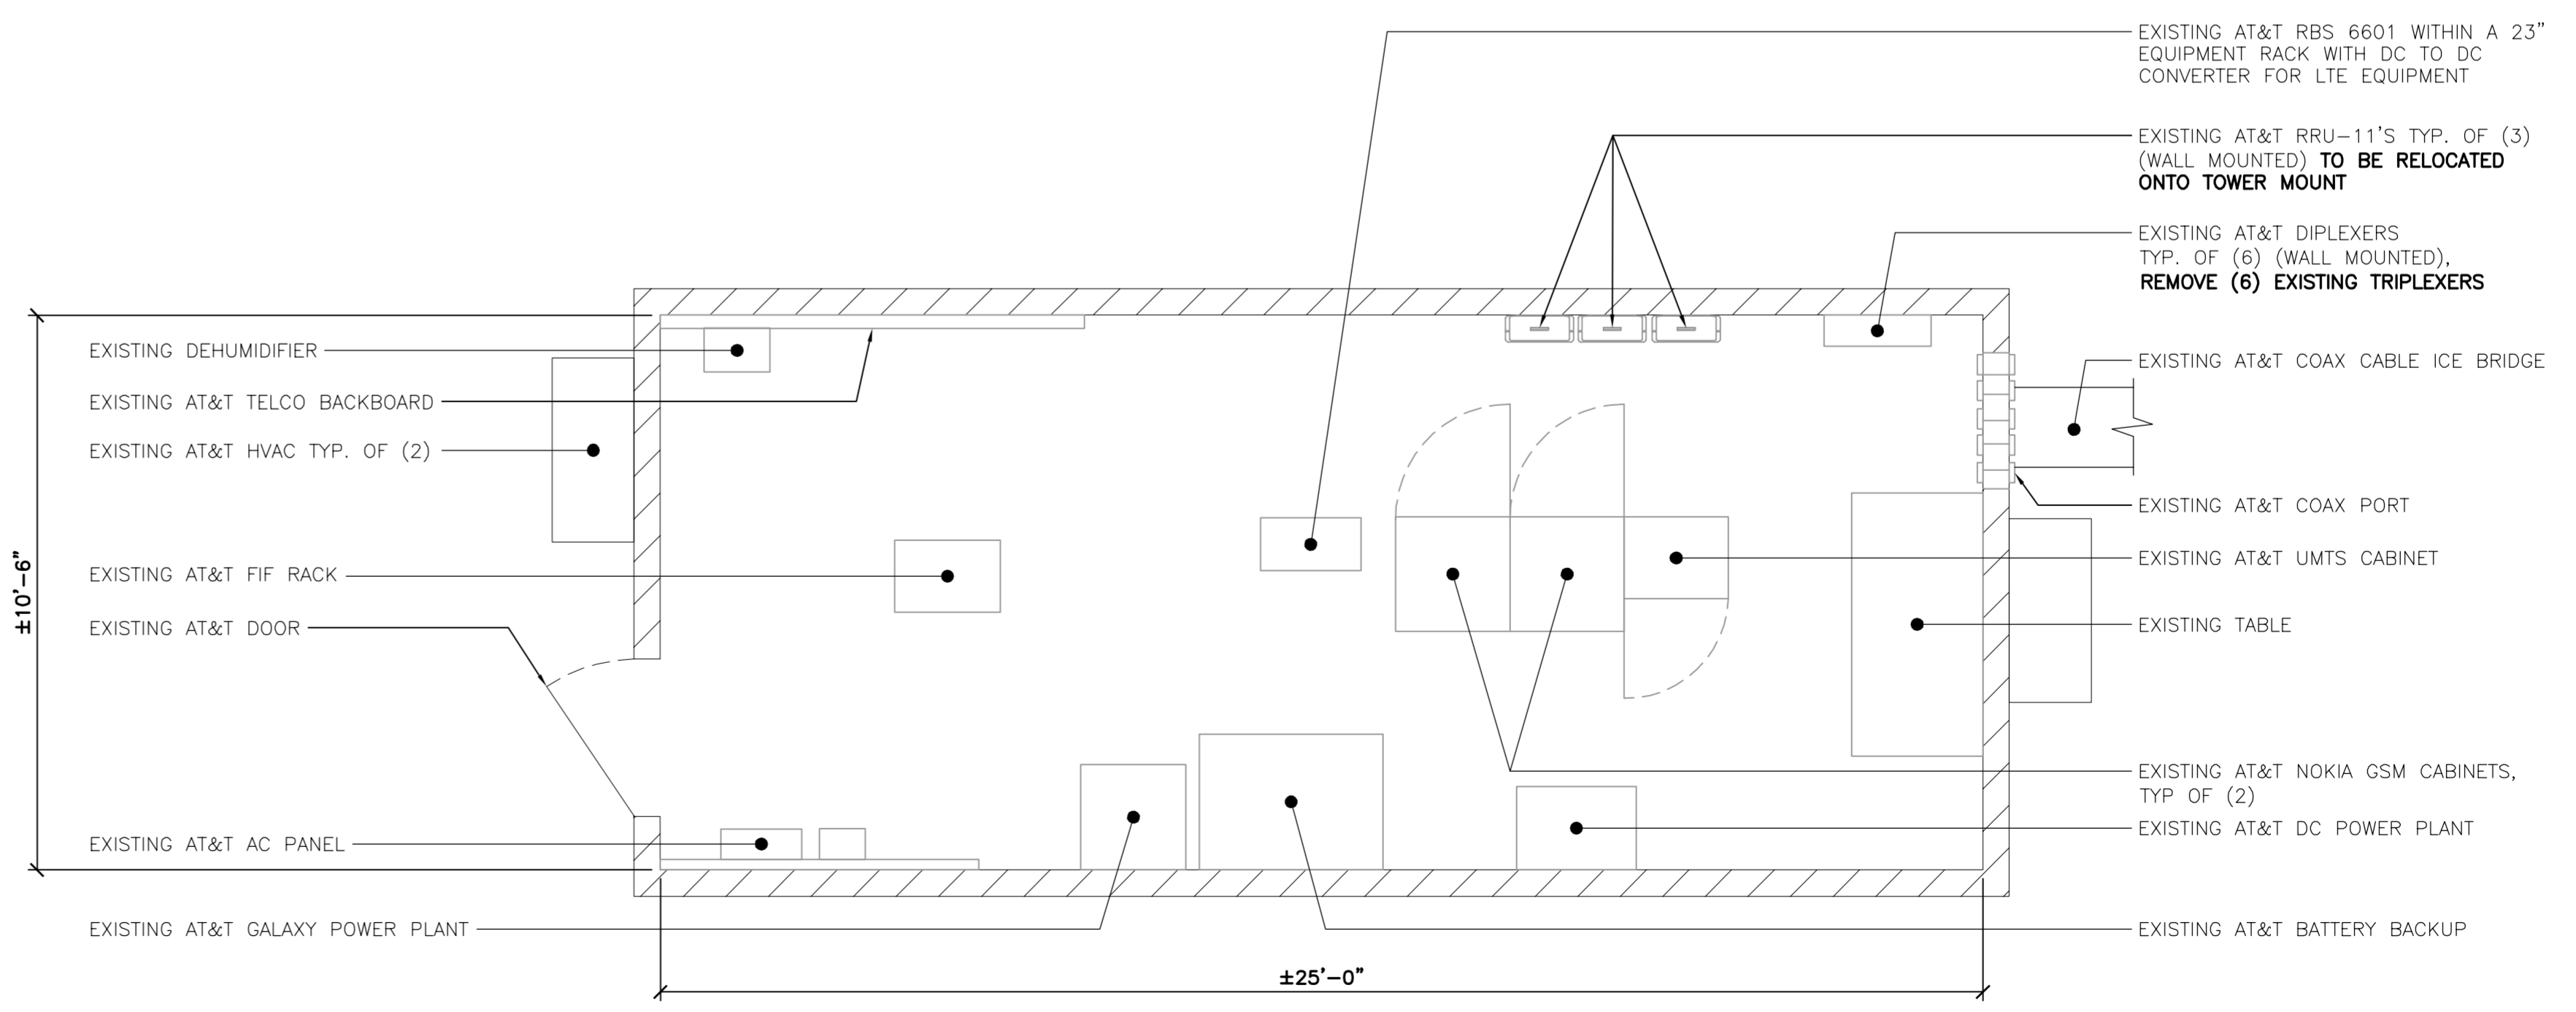 EXISTING AT&T RBS 6601 WITHIN A 23"
EQUIPMENT RACK WITH DC TO DC
CONVERTER FOR LTE EQUIPMENT
EXISTING AT&T RRU-11'S TYP. OF (3)
(WALL MOUNTED) TO BE RELOCATED
ONTO TOWER MOUNT
EXISTING AT&T DIPLEXERS
TYP. OF (6) (WALL MOUNTED),
REMOVE (6) EXISTING TRIPLEXERS
EXISTING DEHUMIDIFIER
EXISTING AT&T TELCO BACKBOARD
EXISTING AT&T HVAC TYP. OF (2)
EXISTING AT&T FIF RACK
EXISTING AT&T DOOR
EXISTING AT&T AC PANEL
EXISTING AT&T GALAXY POWER PLANT
±10'-6"
EXISTING AT&T COAX CABLE ICE BRIDGE
EXISTING AT&T COAX PORT
EXISTING AT&T UMTS CABINET
EXISTING TABLE
EXISTING AT&T NOKIA GSM CABINETS,
TYP OF (2)
EXISTING AT&T DC POWER PLANT
EXISTING AT&T BATTERY BACKUP
±25'-0"